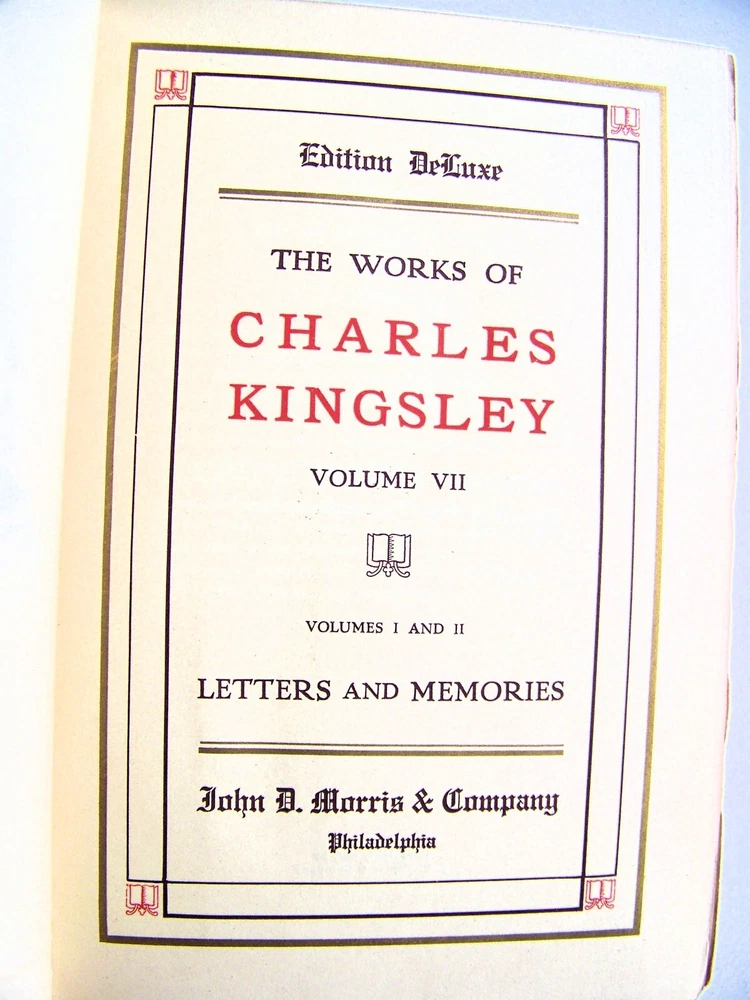 Edition DeLuxe
THE WORKS OF
CHARLES
KINGSLEY
VOLUME VII
VOLUMES I AND II
LETTERS AND MEMORIES
John D. Morris & Company
Philadelphia